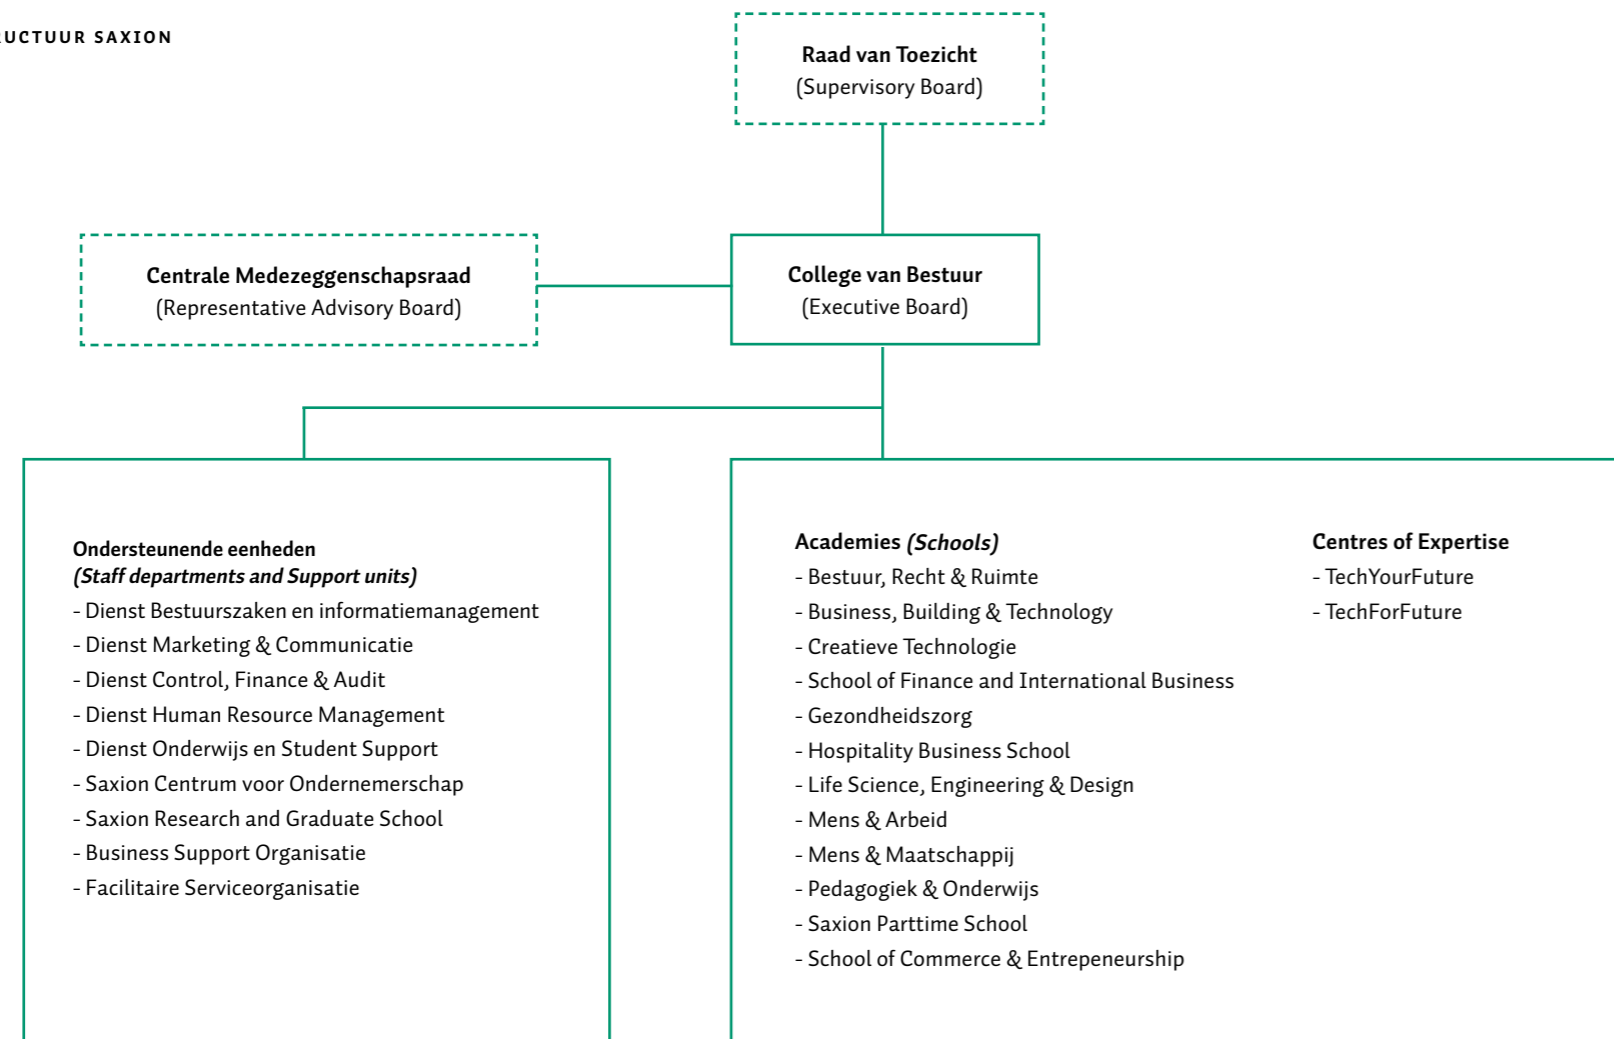 UCTUUR SAXION
Raad van Toezicht
(Supervisory Board)
Centrale Medezeggenschapsraad
(Representative Advisory Board)
College van Bestuur
(Executive Board)
Ondersteunende eenheden
(Staff departments and Support units)
- Dienst Bestuurszaken en informatiemanagement
- Dienst Marketing & Communicatie
- Dienst Control, Finance & Audit
- Dienst Human Resource Management
- Dienst Onderwijs en Student Support
- Saxion Centrum voor Ondernemerschap
- Saxion Research and Graduate School
- Business Support Organisatie
- Facilitaire Serviceorganisatie
Academies (Schools)
- Bestuur, Recht & Ruimte
- Business, Building & Technology
- Creatieve Technologie
- School of Finance and International Business
- Gezondheidszorg
- Hospitality Business School
- Life Science, Engineering & Design
- Mens & Arbeid
- Mens & Maatschappij
- Pedagogiek & Onderwijs
- Saxion Parttime School
- School of Commerce & Entrepeneurship
Centres of Expertise
- TechYourFuture
- TechForFuture